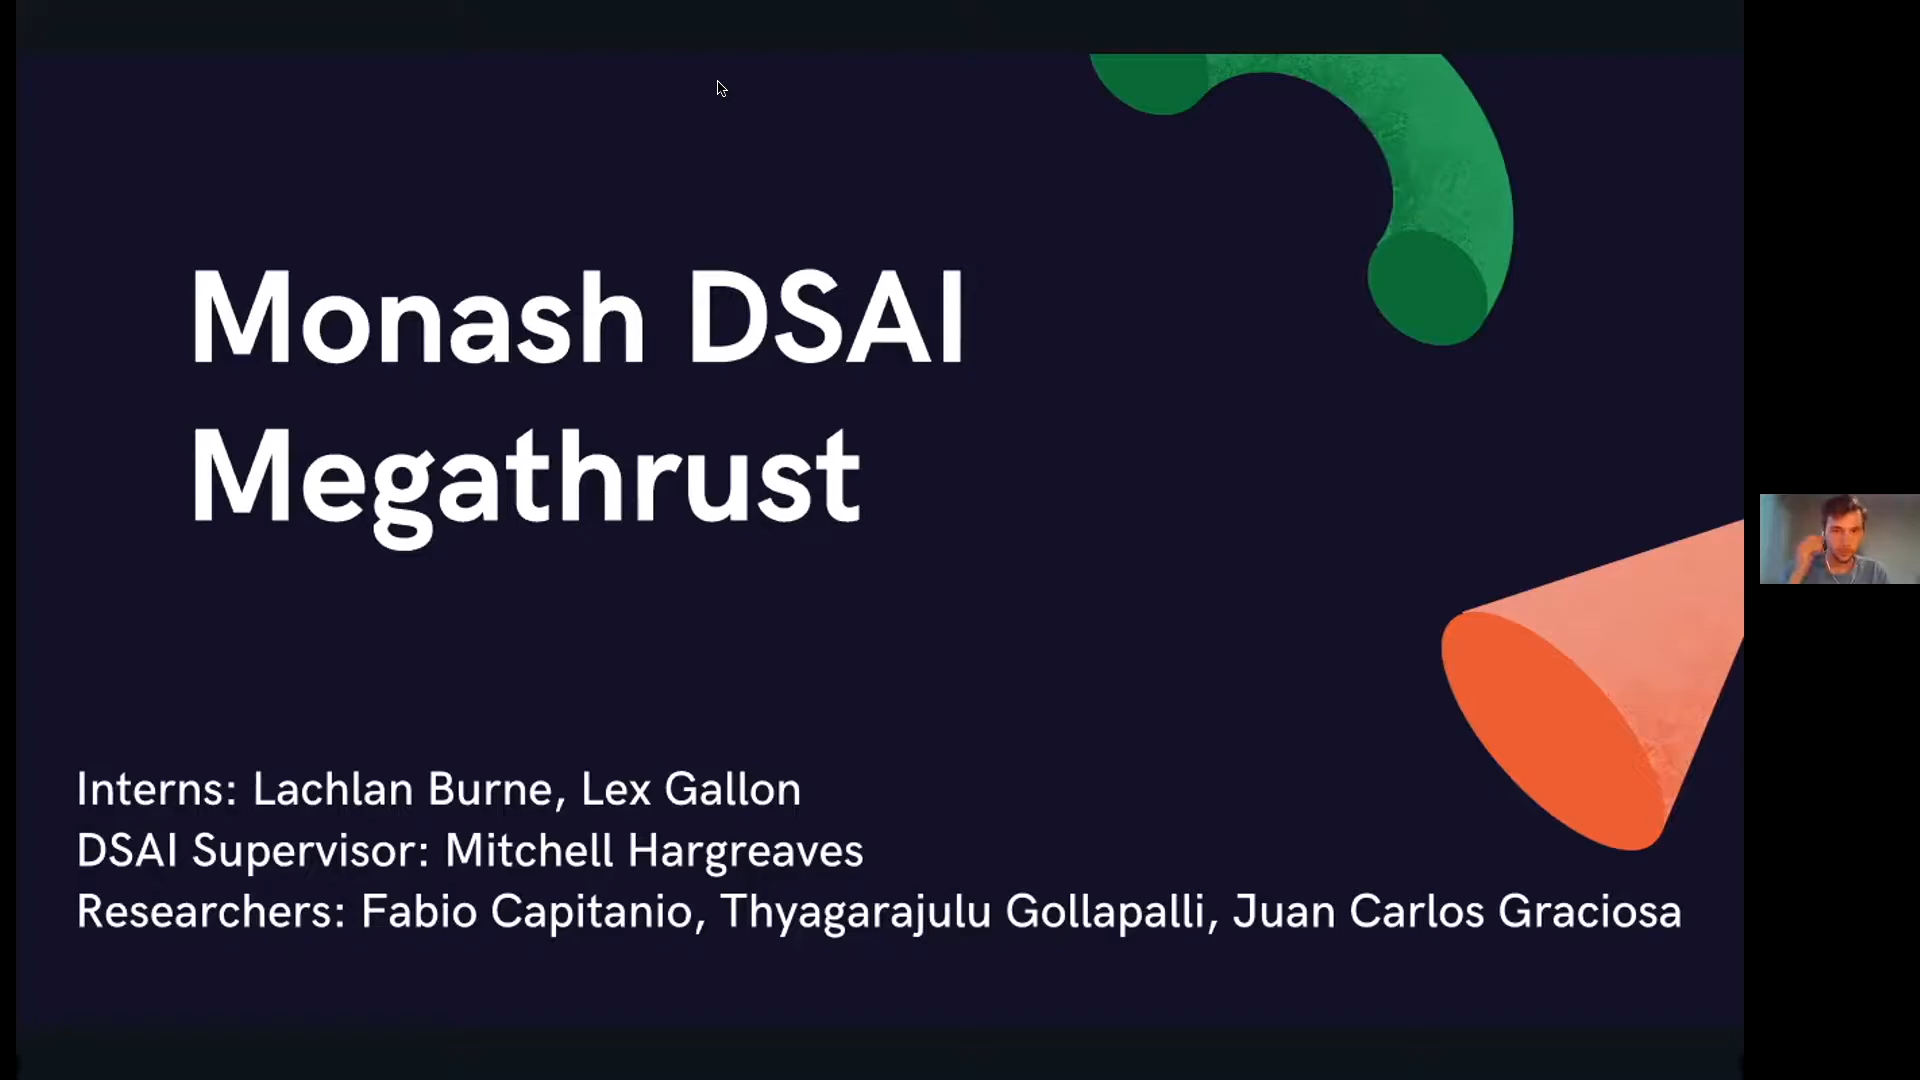 Monash DSAI
Megathrust
Interns: Lachlan Burne, Lex Gallon
DSAI Supervisor: Mitchell Hargreaves
Researchers: Fabio Capitanio, Thyagarajulu Gollapalli, Juan Carlos Graciosa